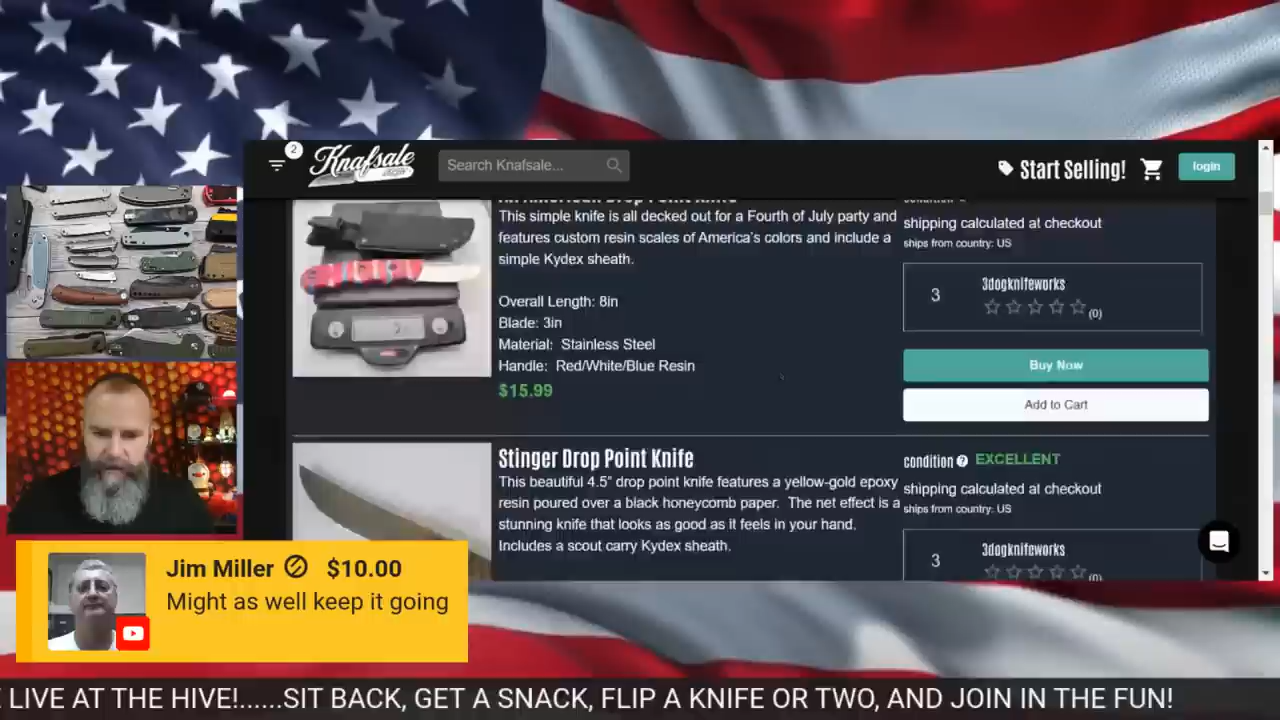 2
Knafsale
Search Knafsale...
Start Selling!
login
This simple knife is all decked out for a Fourth of July party and
features custom resin scales of America's colors and include a
simple Kydex sheath.
Overall Length: 8in
Blade: 3in
Material: Stainless Steel
Handle: Red/White/Blue Resin
$15.99
shipping calculated at checkout
ships from country: US
3
3dogknifeworks
(0)
Buy Now
Add to Cart
Stinger Drop Point Knife
This beautiful 4.5" drop point knife features a yellow-gold epoxy
resin poured over a black honeycomb paper. The net effect is a
stunning knife that looks as good as it feels in your hand.
Includes a scout carry Kydex sheath.
condition ? EXCELLENT
shipping calculated at checkout
ships from country: US
3
3dogknifeworks
(0)
Jim Miller $10.00
Might as well keep it going
LIVE AT THE HIVE!......SIT BACK, GET A SNACK, FLIP A KNIFE OR TWO, AND JOIN IN THE FUN!